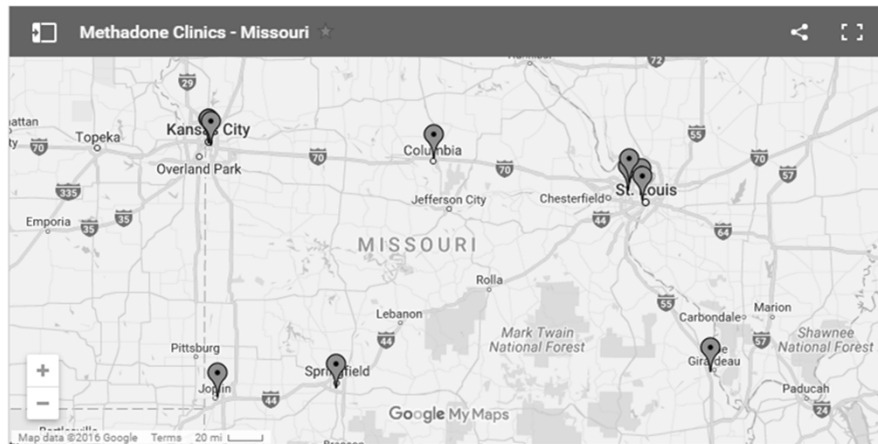 Methadone Clinics - Missouri
Hannibal
72
29
attan
Kansas City
Topeka
70
ty
Columbia
55
70
70
70
57
Overland Park
St. Louis
335
Jefferson City
Chesterfield
35
Emporia
35
44
64
MISSOURI
Rolla
55
Lebanon
Carbondale
Marion
Mark Twain
National Forest
Shawnee
National Forest
57
44
Pittsburg
Girardeau
Springfield
Joplin
44
Paducah
24
Google My Maps
+
−
Map data ©2016 Google Terms 20 mi